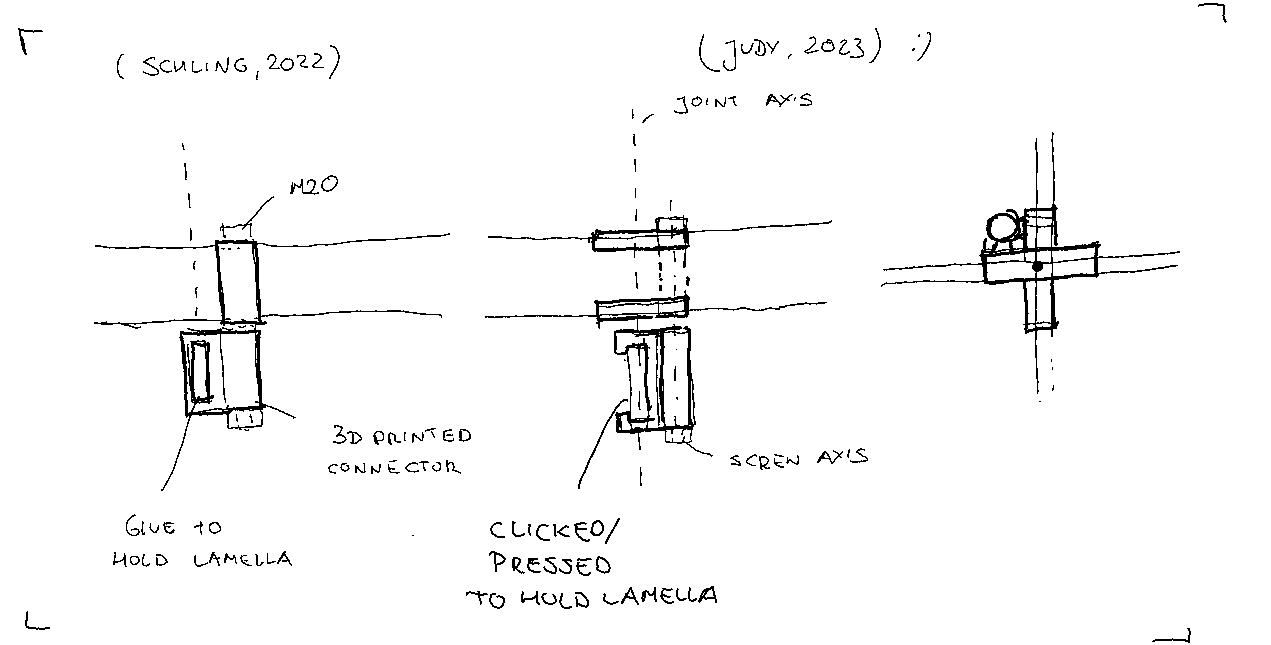 (SCHLING, 2022)
(JUDY, 2023) :)
JOINT AXIS
M20
3D PRINTED
CONNECTOR
SCREN AXIS
GLUE TO
HOLD LAMELLA
CLICKED/
PRESSED
TO HOLD LAMELLA